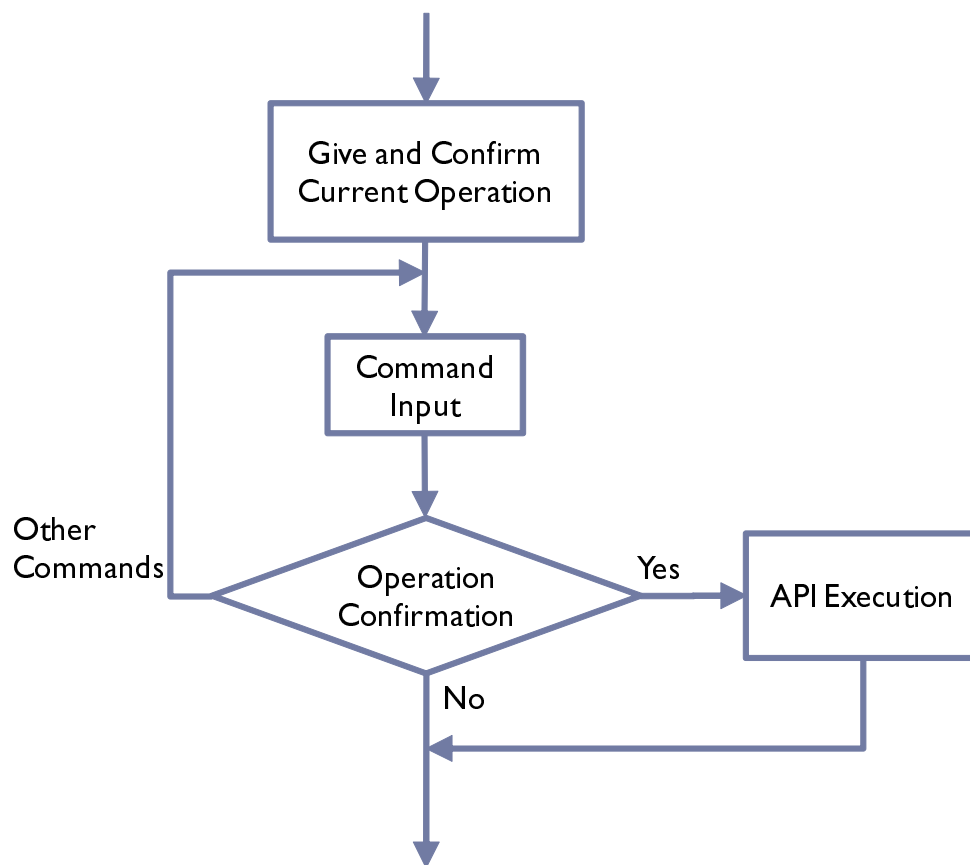 Give and Confirm
Current Operation
Command
Input
Other
Commands
Operation
Confirmation
Yes
API Execution
No